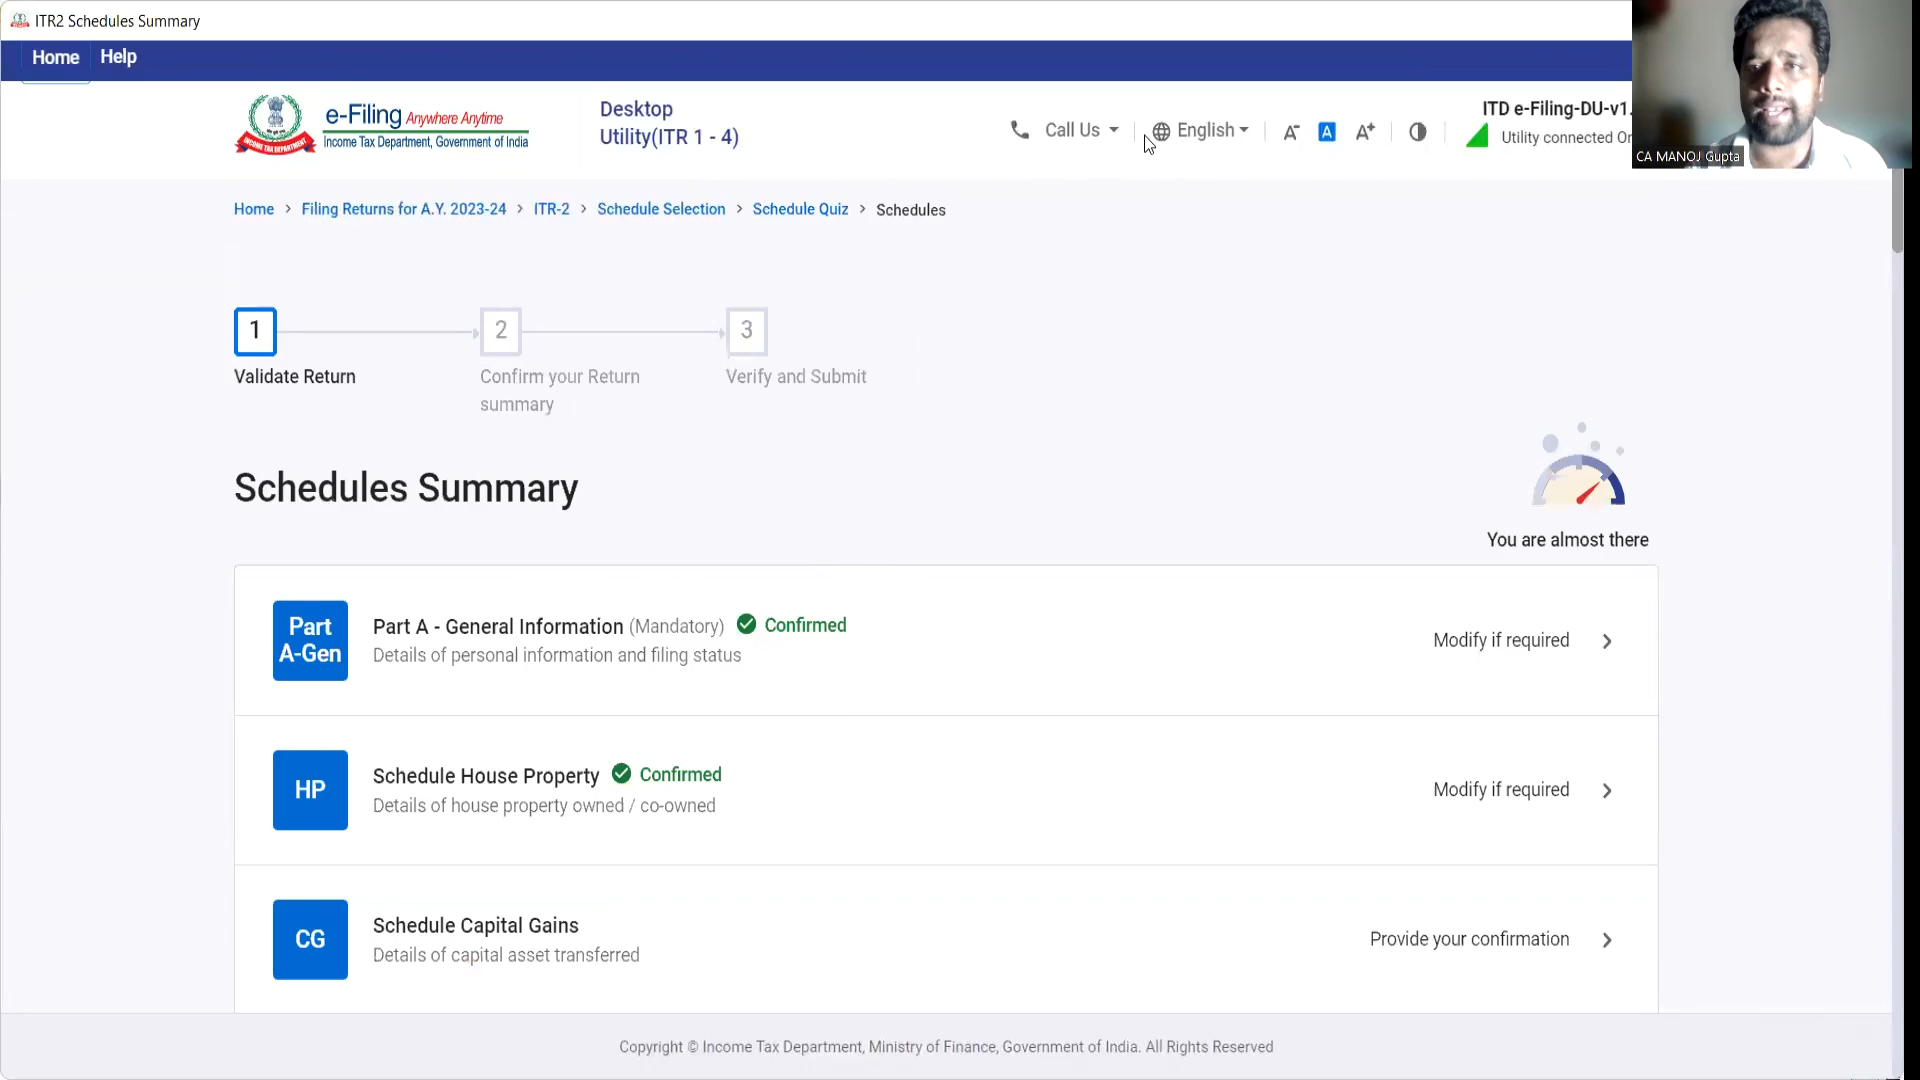 ITR2 Schedules Summary
Home Help
e-Filing Anywhere Anytime
Income Tax Department, Government of India
INCOME TAX DEPARTMENT
Desktop
Utility(ITR 1 - 4)
Call Us
English
A-
A
A+
ITD e-Filing-DU-v1.
Utility connected
CA MANOJ Gupta
Home > Filing Returns for A.Y. 2023-24 > ITR-2 > Schedule Selection > Schedule Quiz > Schedules
1
Validate Return
2
Confirm your Return
summary
3
Verify and Submit
Schedules Summary
You are almost there
Part
A-Gen
Part A - General Information (Mandatory) Confirmed
Details of personal information and filing status
Modify if required
HP
Schedule House Property Confirmed
Details of house property owned / co-owned
Modify if required
CG
Schedule Capital Gains
Details of capital asset transferred
Provide your confirmation
Copyright © Income Tax Department, Ministry of Finance, Government of India. All Rights Reserved